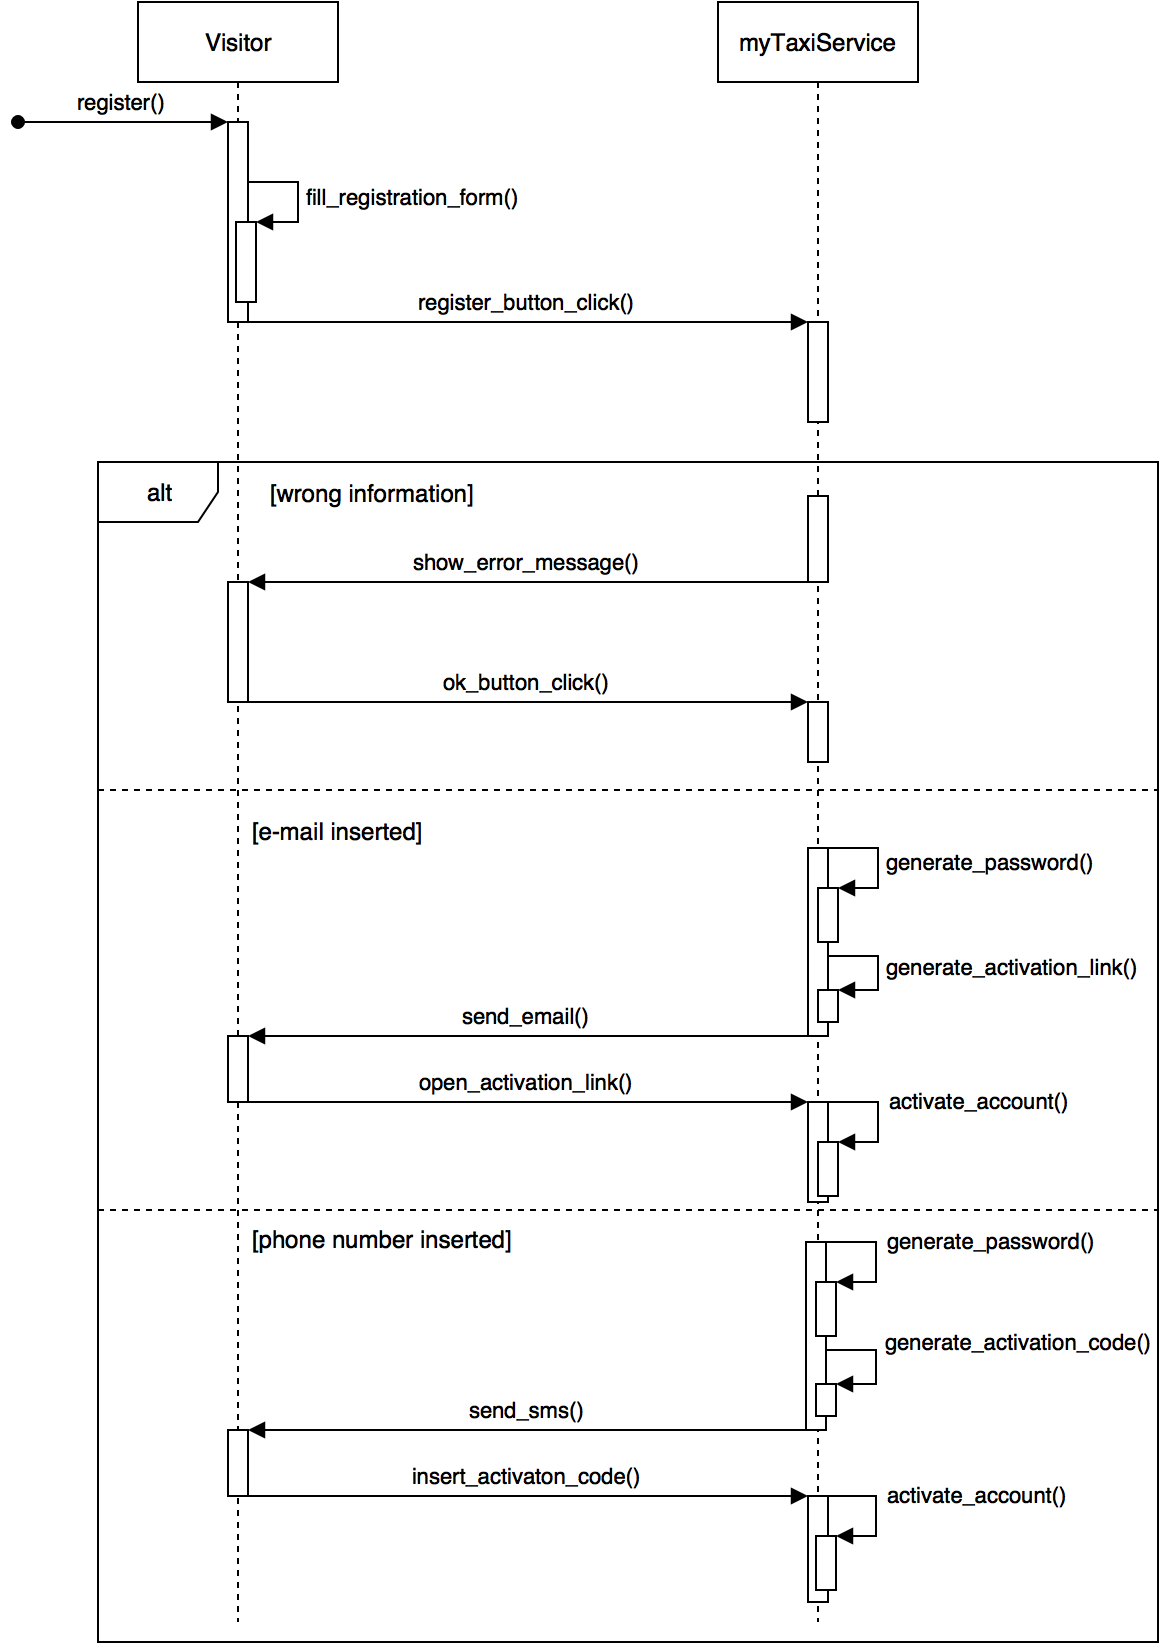 Visitor
myTaxiService
register()
fill_registration_form()
register_button_click()
alt
[wrong information]
show_error_message()
ok_button_click()
[e-mail inserted]
generate_password()
generate_activation_link()
send_email()
open_activation_link()
activate_account()
[phone number inserted]
generate_password()
generate_activation_code()
send_sms()
insert_activaton_code()
activate_account()